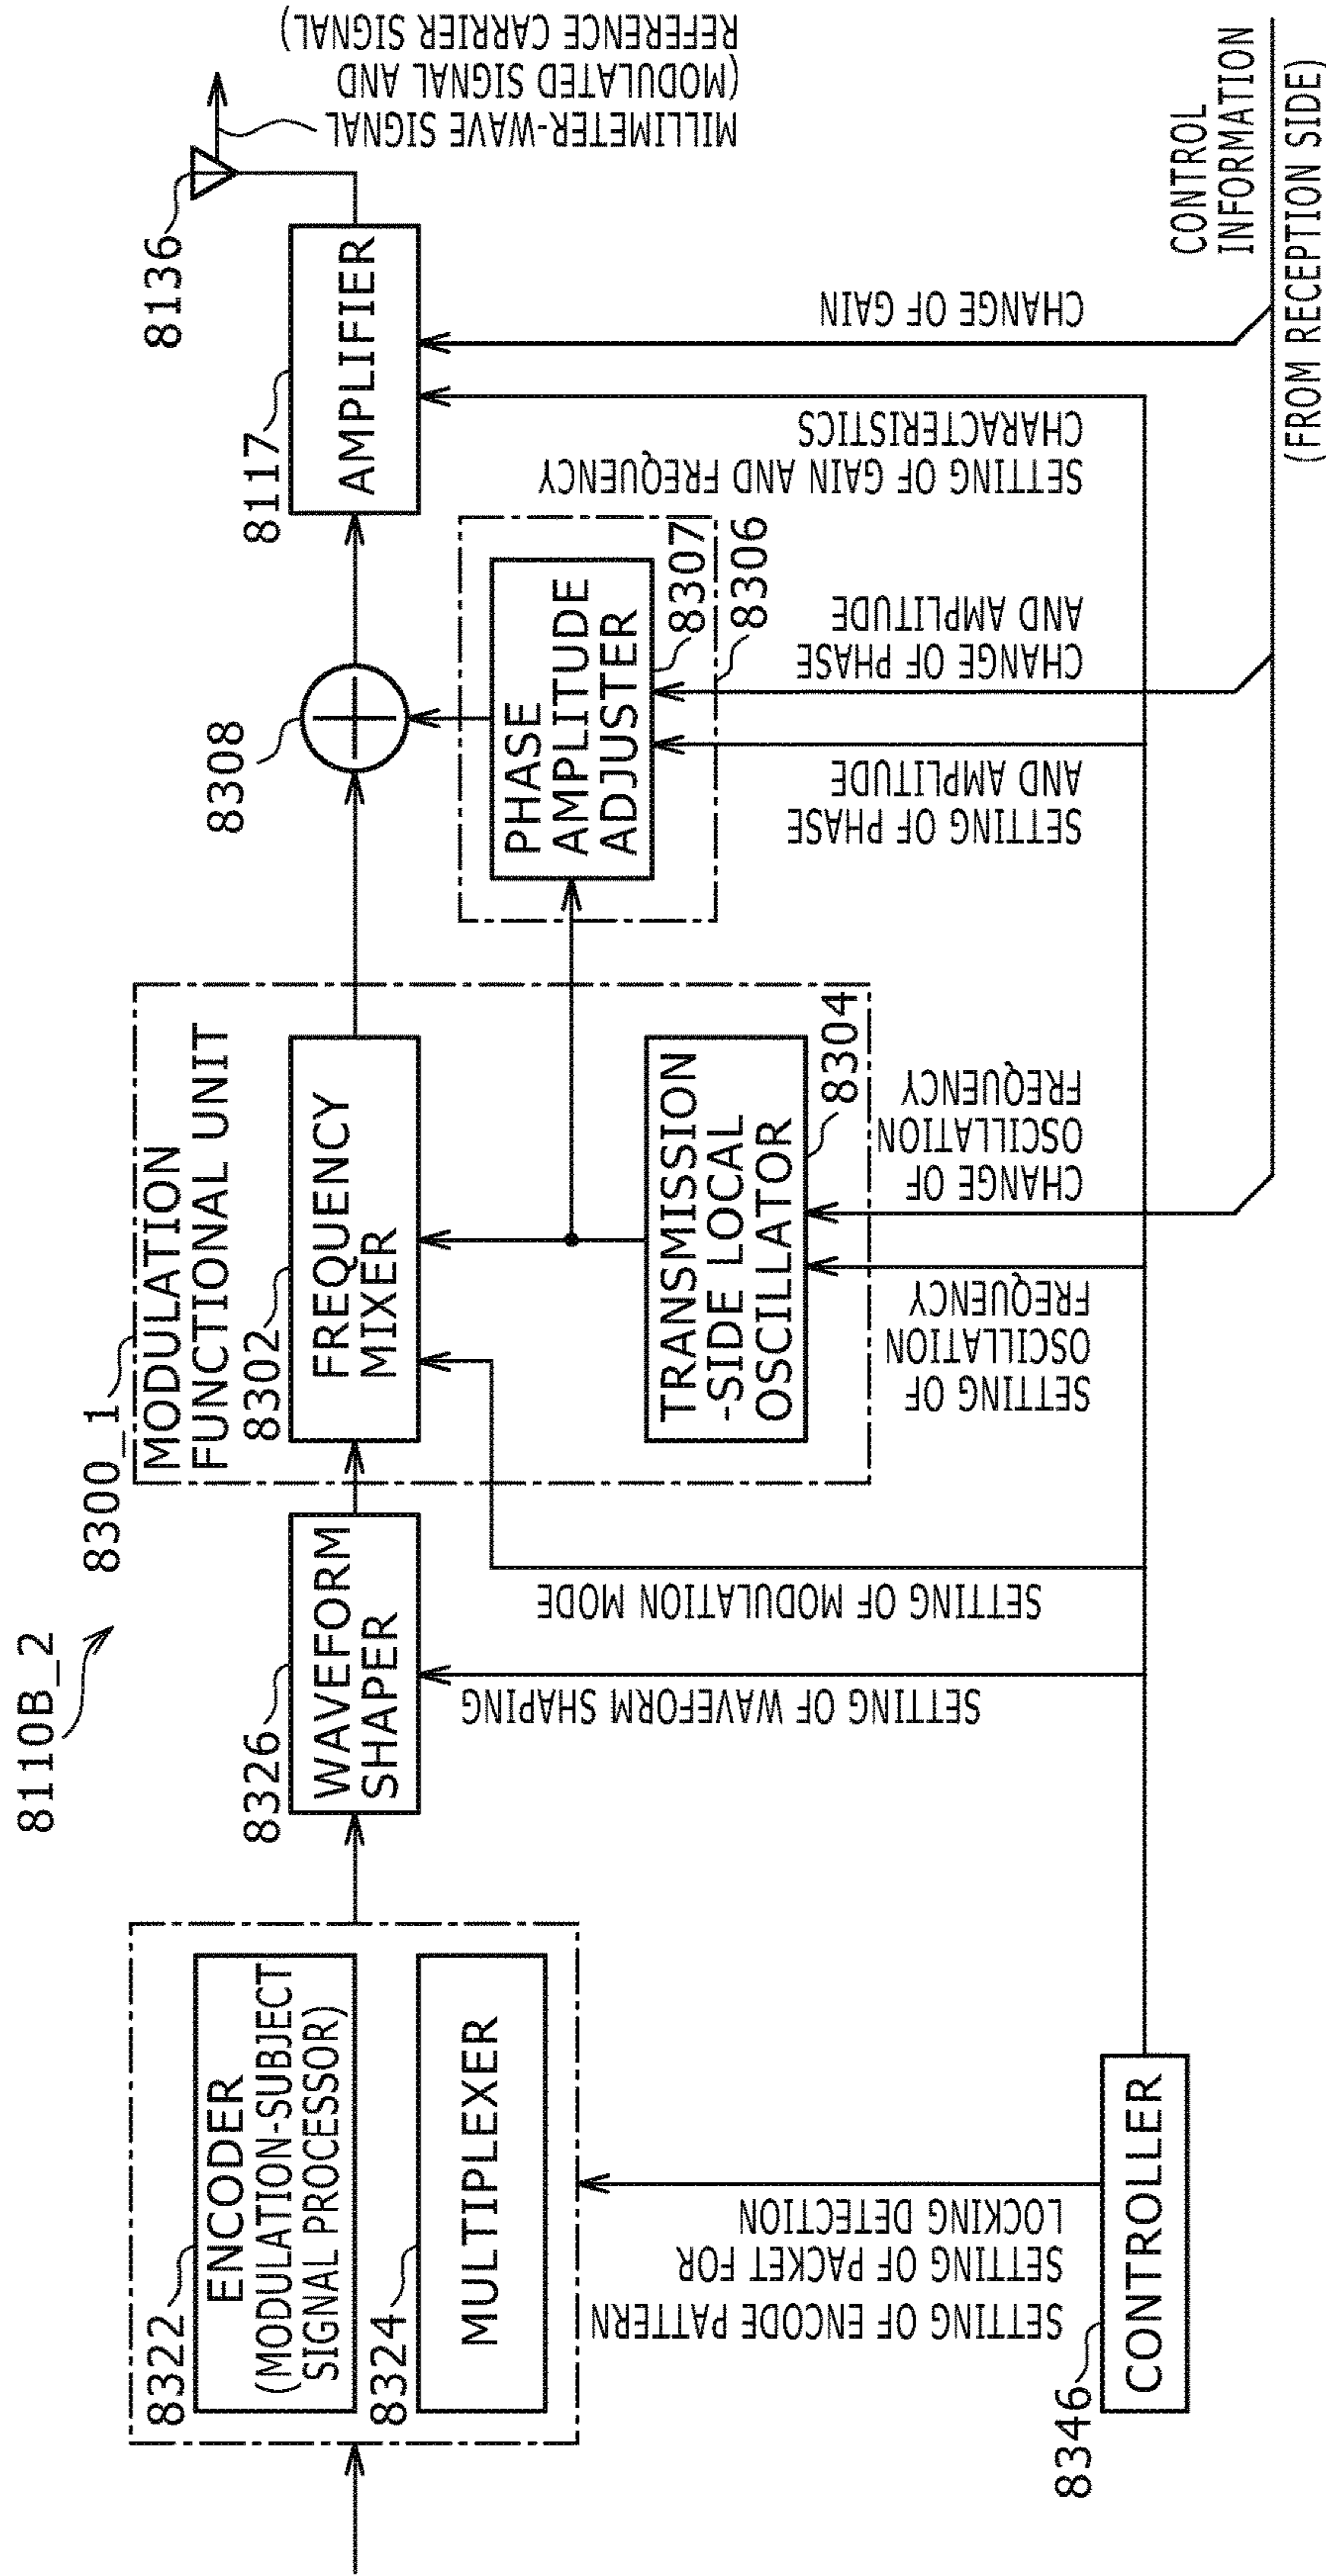 8110B_2
8300_1
MODULATION
FUNCTIONAL UNIT
8322
ENCODER
(MODULATION-SUBJECT
SIGNAL PROCESSOR)
8324
MULTIPLEXER
8326
WAVEFORM
SHAPER
8302
FREQUENCY
MIXER
TRANSMISSION
-SIDE LOCAL
OSCILLATOR
8304
8308
PHASE
AMPLITUDE
ADJUSTER
8307
8306
8117
AMPLIFIER
8136
MILLIMETER-WAVE SIGNAL
(MODULATED SIGNAL AND
REFERENCE CARRIER SIGNAL)
SETTING OF ENCODE PATTERN
SETTING OF PACKET FOR
LOCKING DETECTION
SETTING OF WAVEFORM SHAPING
SETTING OF MODULATION MODE
SETTING OF
OSCILLATION
FREQUENCY
CHANGE OF
OSCILLATION
FREQUENCY
SETTING OF PHASE
AND AMPLITUDE
CHANGE OF PHASE
AND AMPLITUDE
SETTING OF GAIN AND FREQUENCY
CHARACTERISTICS
CHANGE OF GAIN
8346
CONTROLLER
CONTROL
INFORMATION
(FROM RECEPTION SIDE)